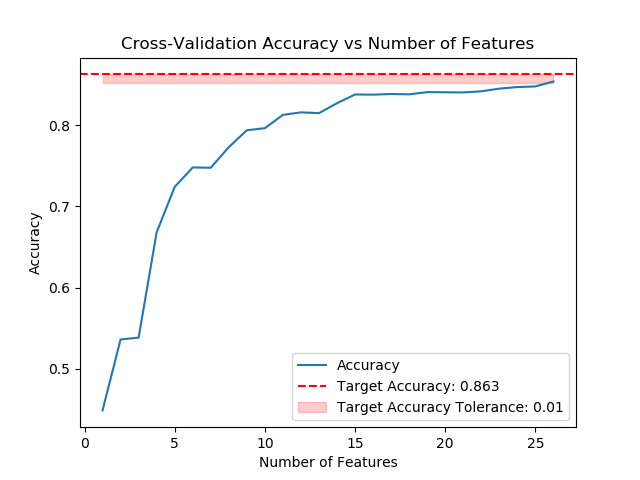 Cross-Validation Accuracy vs Number of Features
Accuracy
0.8
0.7
0.6
0.5
Accuracy
Target Accuracy: 0.863
Target Accuracy Tolerance: 0.01
0
5
10
15
20
25
Number of Features